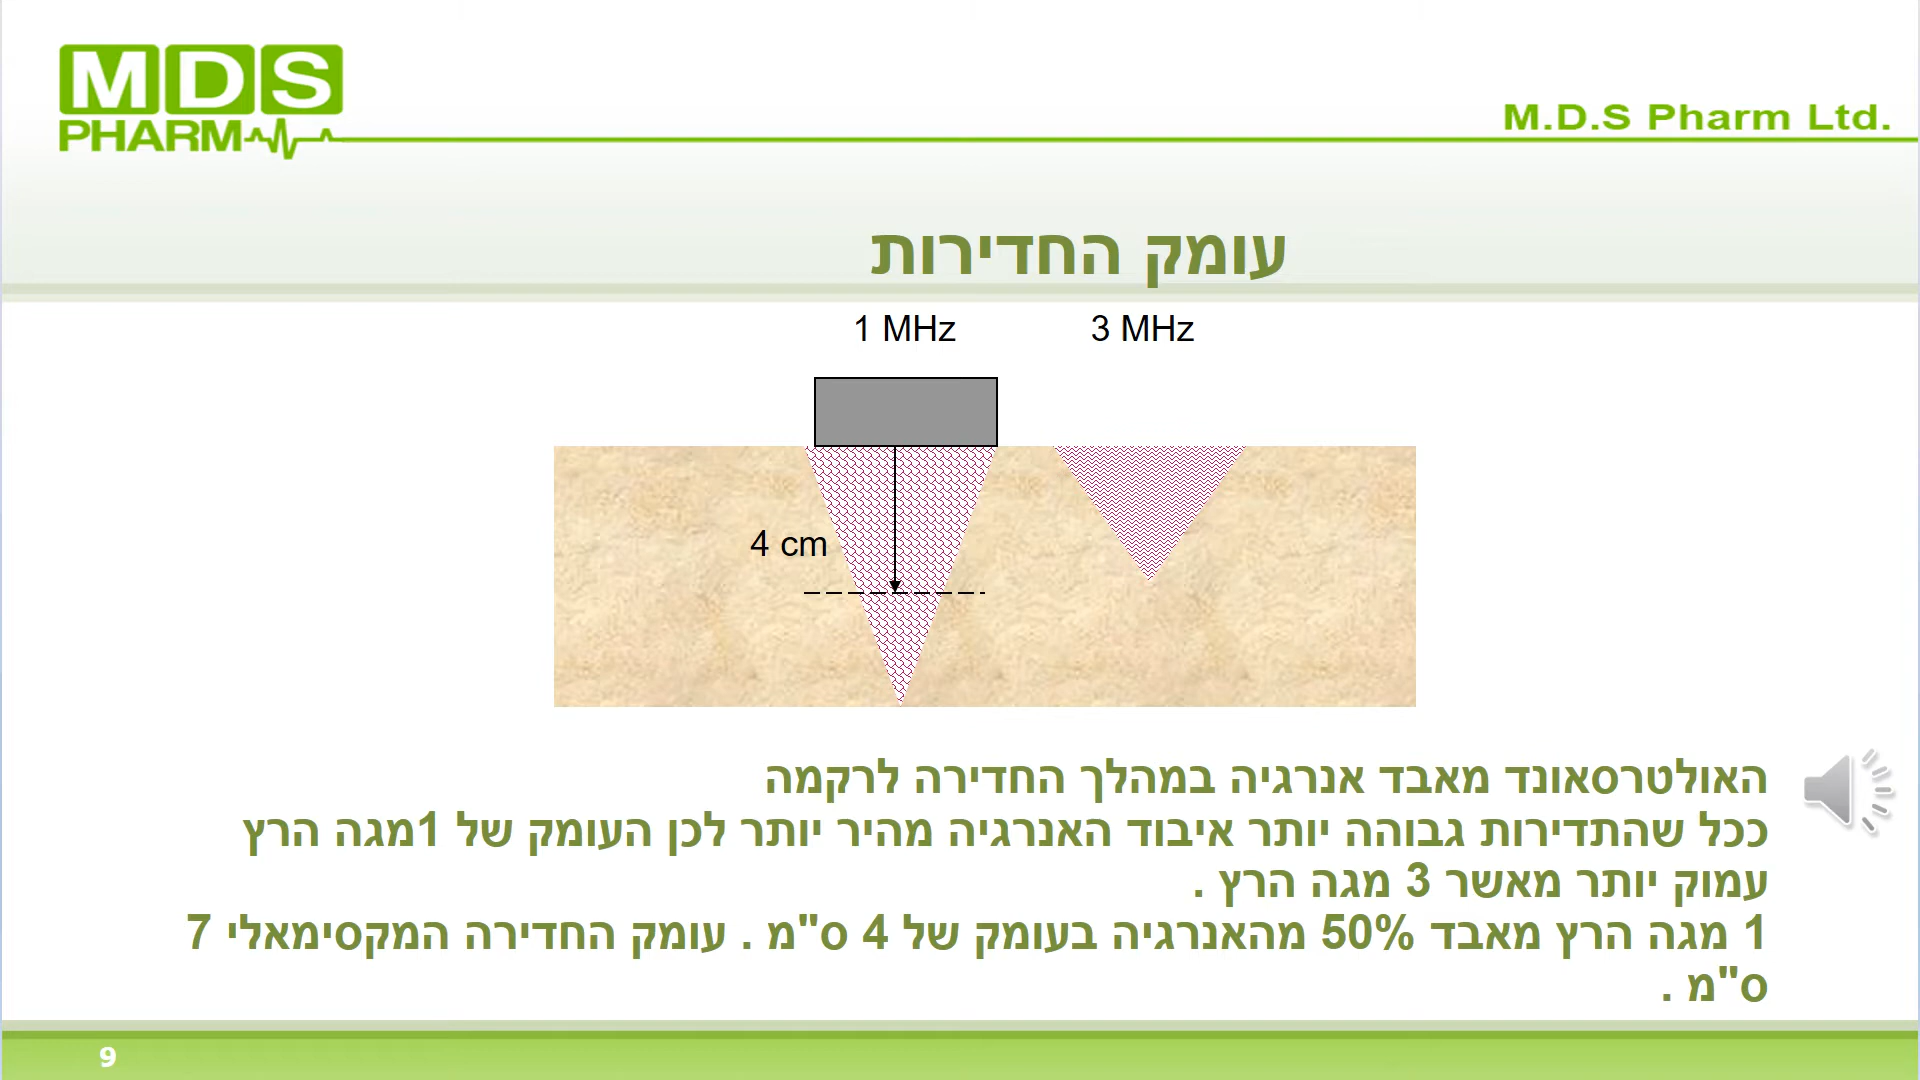 MDS
PHARM
M.D.S Pharm Ltd.
עומק החדירות
1 MHz
3 MHz
4 cm
האולטרסאונד מאבד אנרגיה במהלך החדירה לרקמה
ככל שהתדירות גבוהה יותר איבוד האנרגיה מהיר יותר לכן העומק של 1מגה הרץ
עמוק יותר מאשר 3 מגה הרץ .
1 מגה הרץ מאבד 50% מהאנרגיה בעומק של 4 ס"מ . עומק החדירה המקסימאלי 7
ס"מ .
9